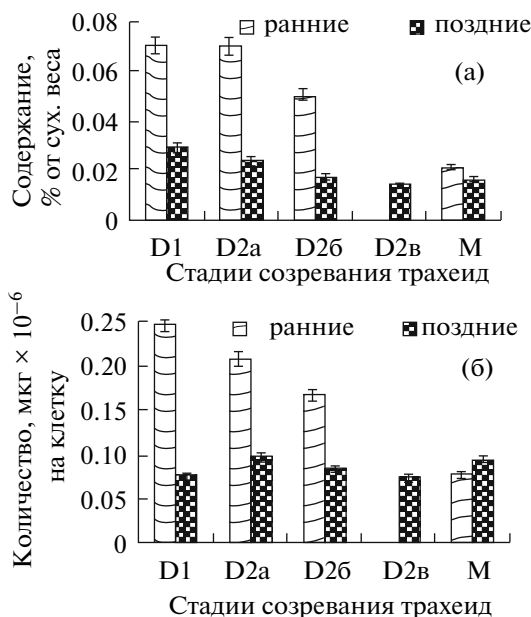 0.08
ранние поздние
(а)
0.06
0.04
0.02
0
Содержание,
% от сух. веса
D1 D2а D2б D2в М
Стадии созревания трахеид
0.25
ранние поздние
(б)
0.20
0.15
0.10
0.05
0
Количество, мкг × 10⁻⁶
на клетку
D1 D2а D2б D2в М
Стадии созревания трахеид